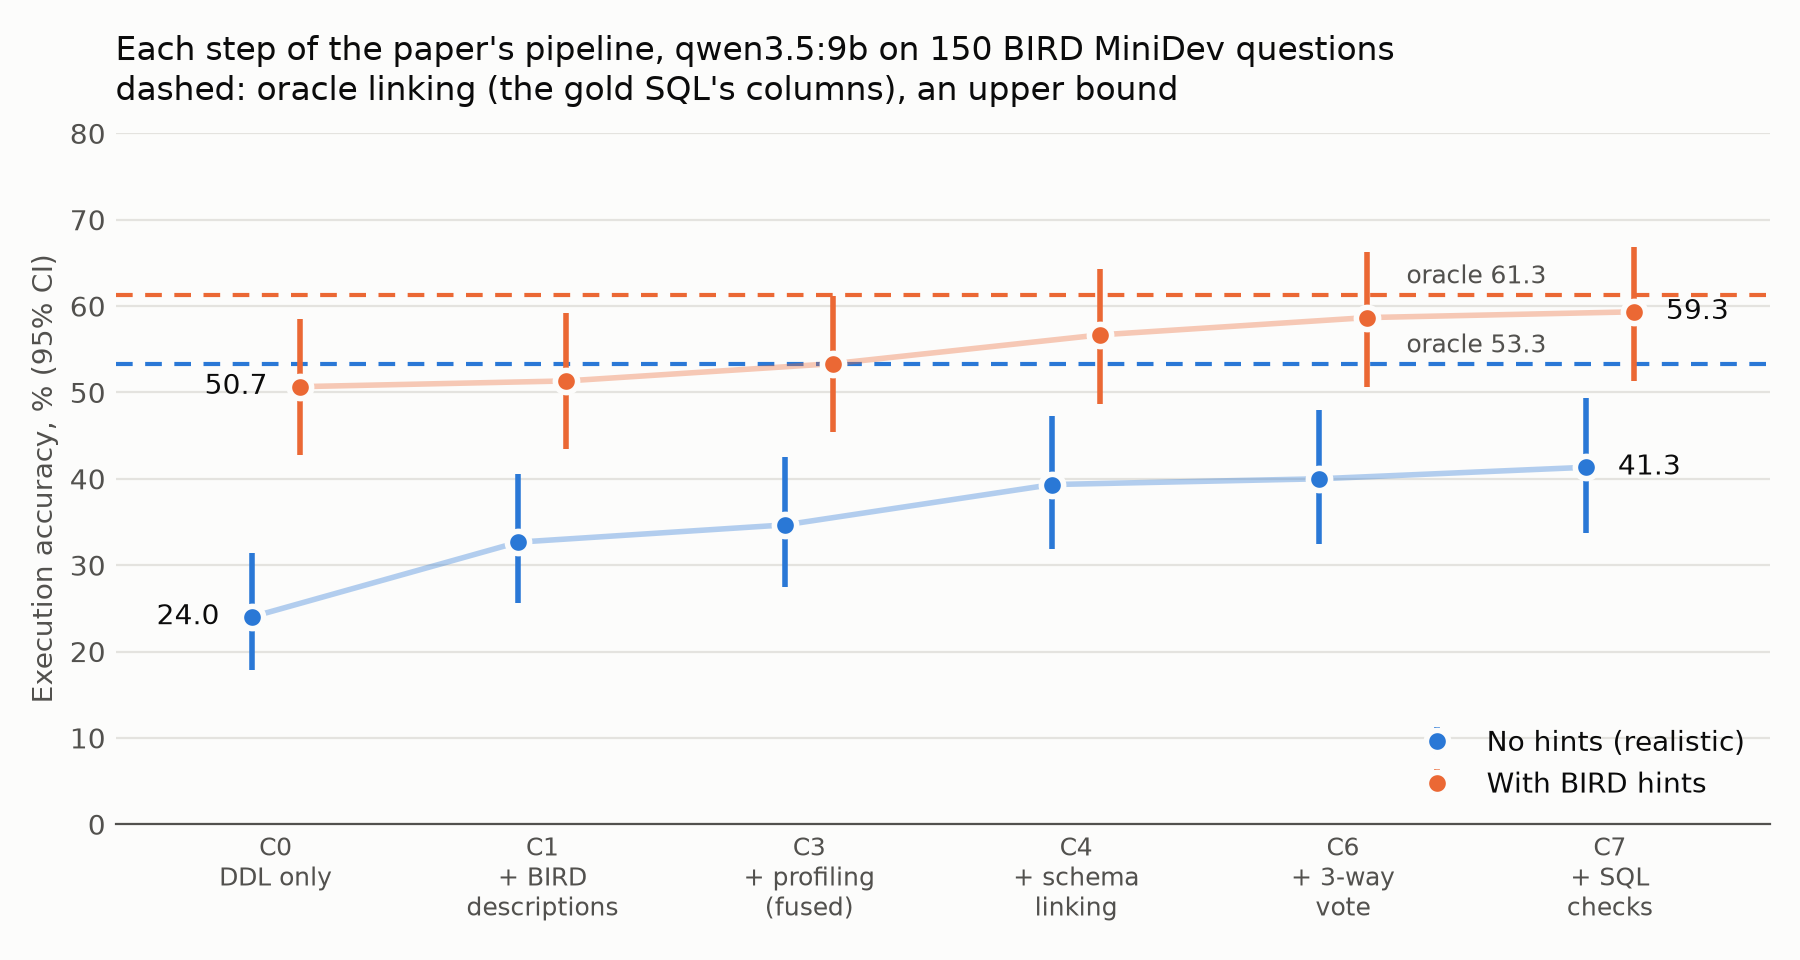 Each step of the paper's pipeline, qwen3.5:9b on 150 BIRD MiniDev questions
dashed: oracle linking (the gold SQL's columns), an upper bound
Execution accuracy, % (95% CI)
80
70
60
50
40
30
20
10
0
oracle 61.3
59.3
oracle 53.3
50.7
41.3
24.0
No hints (realistic)
With BIRD hints
C0
DDL only
C1
+ BIRD
descriptions
C3
+ profiling
(fused)
C4
+ schema
linking
C6
+ 3-way
vote
C7
+ SQL
checks